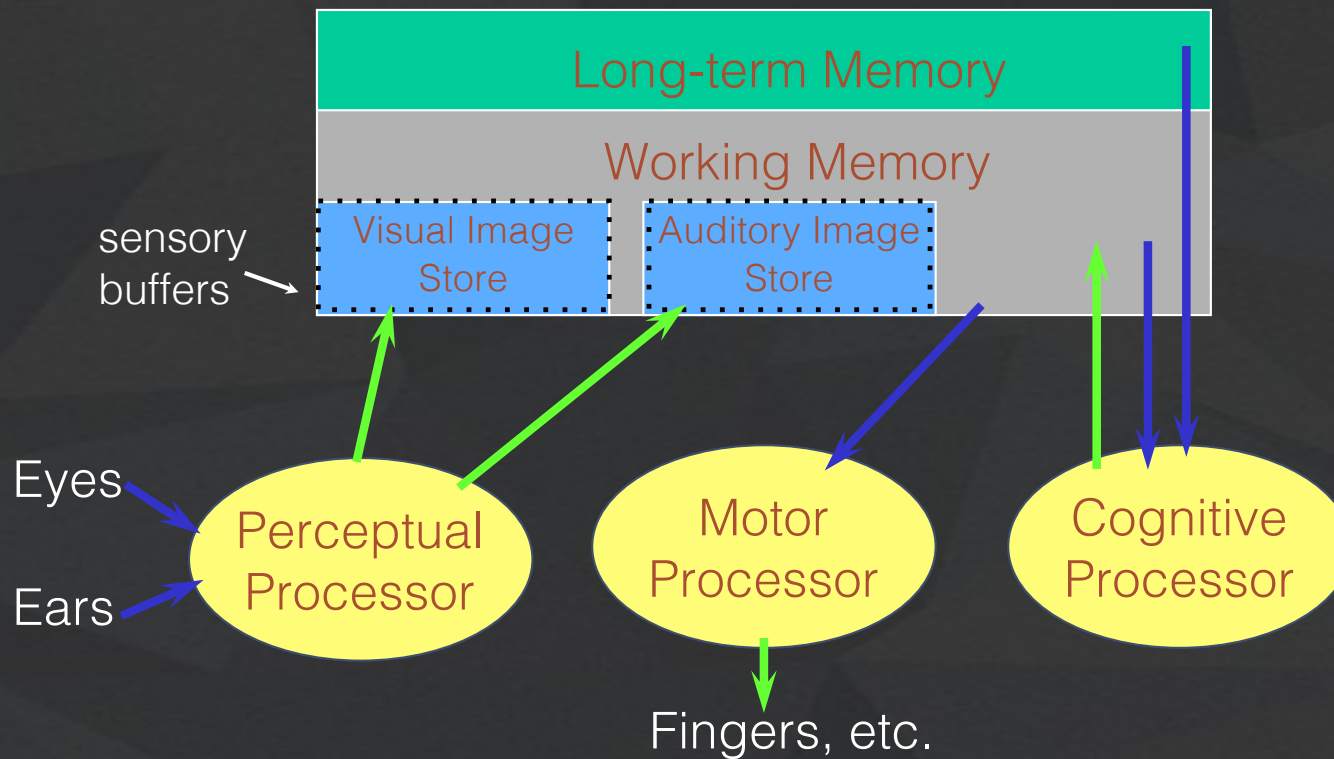 Long-term Memory
Working Memory
sensory
buffers
Visual Image
Store
Auditory Image
Store
Eyes
Ears
Perceptual
Processor
Motor
Processor
Cognitive
Processor
Fingers, etc.